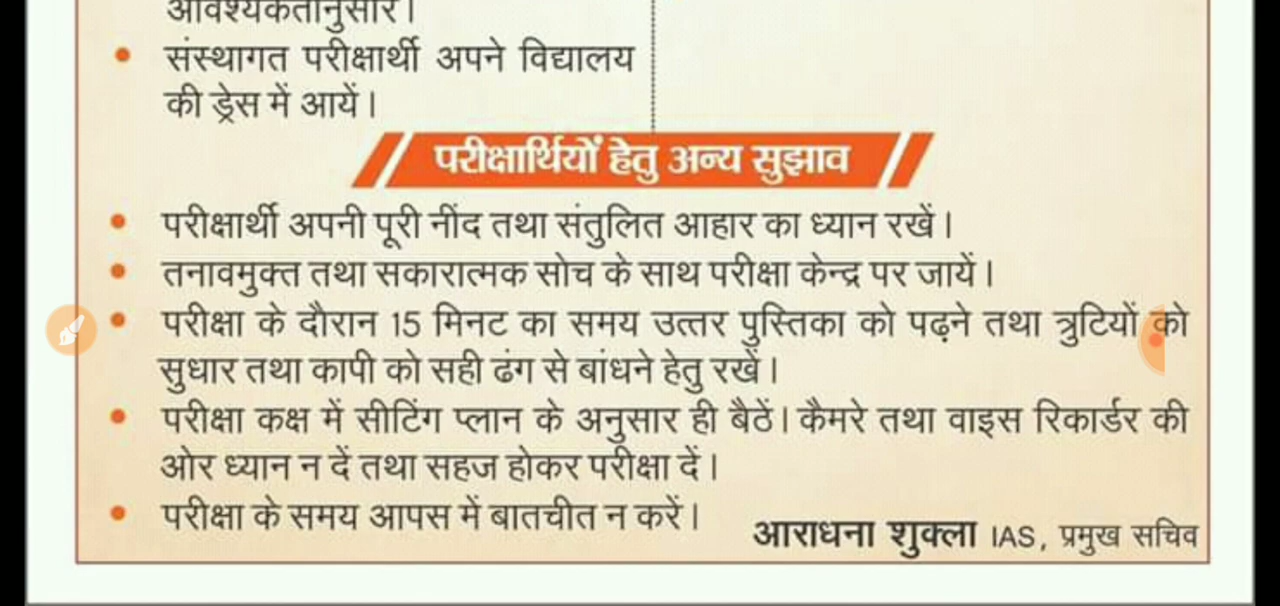 आवश्यकतानुसार।
• संस्थागत परीक्षार्थी अपने विद्यालय
की ड्रेस में आयें।
परीक्षार्थियों हेतु अन्य सुझाव
• परीक्षार्थी अपनी पूरी नींद तथा संतुलित आहार का ध्यान रखें।
• तनावमुक्त तथा सकारात्मक सोच के साथ परीक्षा केन्द्र पर जायें।
• परीक्षा के दौरान 15 मिनट का समय उत्तर पुस्तिका को पढ़ने तथा त्रुटियों को
सुधार तथा कापी को सही ढंग से बांधने हेतु रखें।
• परीक्षा कक्ष में सीटिंग प्लान के अनुसार ही बैठें। कैमरे तथा वाइस रिकार्डर की
ओर ध्यान न दें तथा सहज होकर परीक्षा दें।
• परीक्षा के समय आपस में बातचीत न करें।
आराधना शुक्ला IAS, प्रमुख सचिव